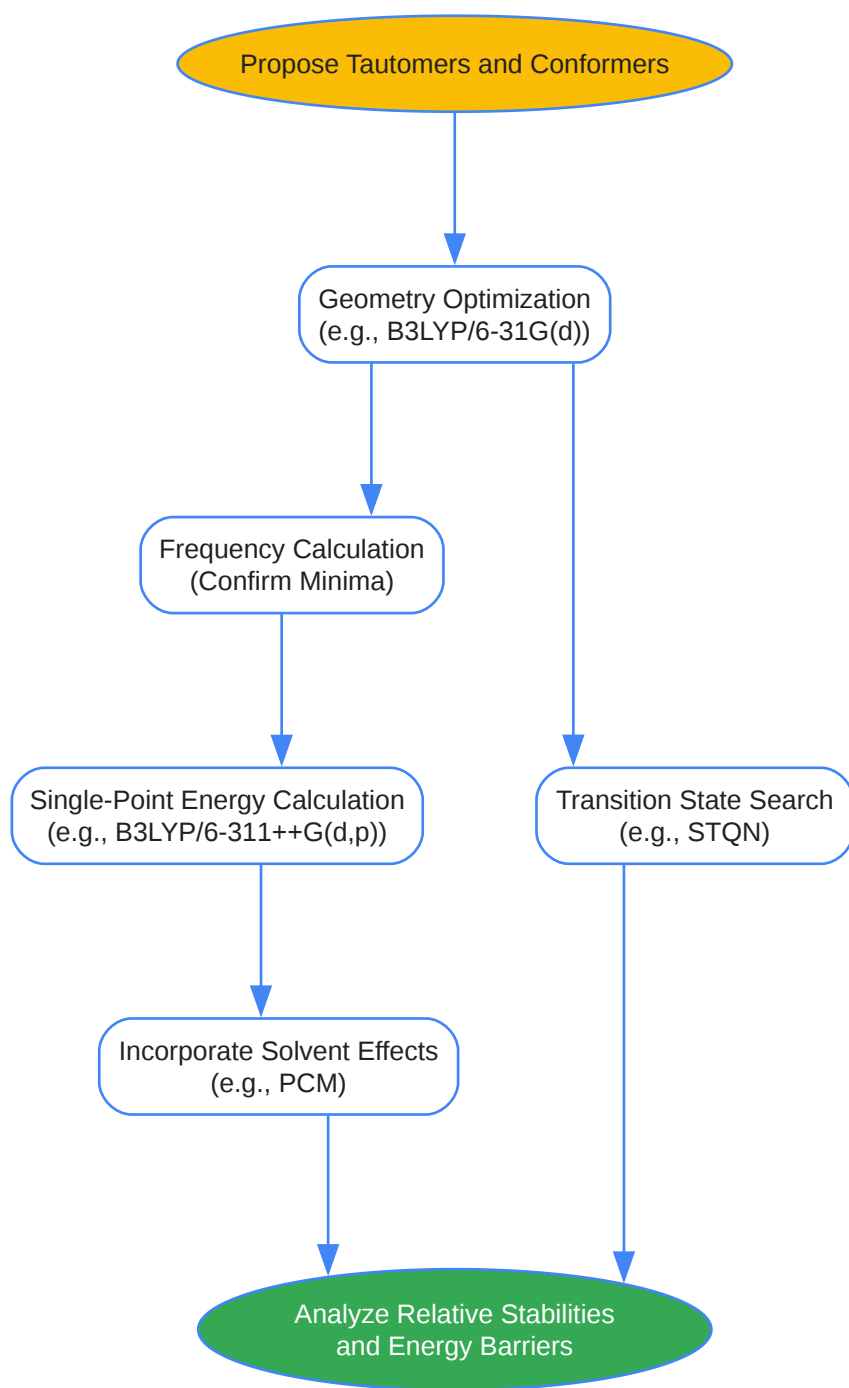 Propose Tautomers and Conformers
Geometry Optimization
(e.g., B3LYP/6-31G(d))
Frequency Calculation
(Confirm Minima)
Single-Point Energy Calculation
(e.g., B3LYP/6-311++G(d,p))
Transition State Search
(e.g., STQN)
Incorporate Solvent Effects
(e.g., PCM)
Analyze Relative Stabilities
and Energy Barriers